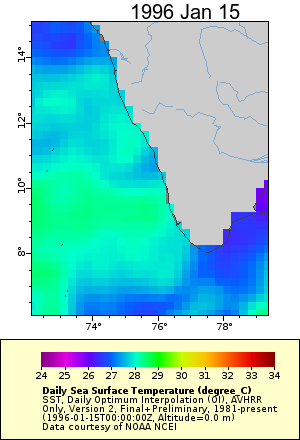 1996 Jan 15
14°
12°
10°
8°
74° 76° 78°
24 25 26 27 28 29 30 31 32 33 34
Daily Sea Surface Temperature (degree_C)
SST, Daily Optimum Interpolation (OI), AVHRR
Only, Version 2, Final+Preliminary, 1981-present
(1996-01-15T00:00:00Z, Altitude=0.0 m)
Data courtesy of NOAA NCEI